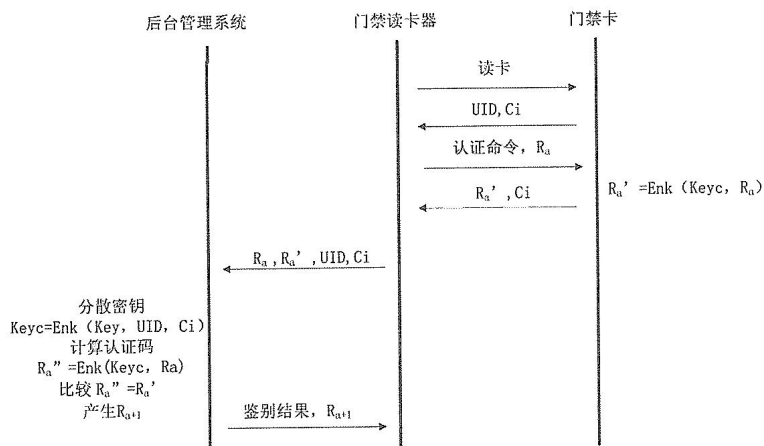 后台管理系统
门禁读卡器
门禁卡
读卡
UID,Ci
认证命令，Ra
Ra',Ci
Ra'=Enk（Keyc，Ra）
Ra,Ra',UID,Ci
分散密钥
Keyc=Enk（Key，UID，Ci）
计算认证码
Ra"=Enk(Keyc，Ra)
比较Ra"=Ra'
产生Ra+1
鉴别结果，Ra+1